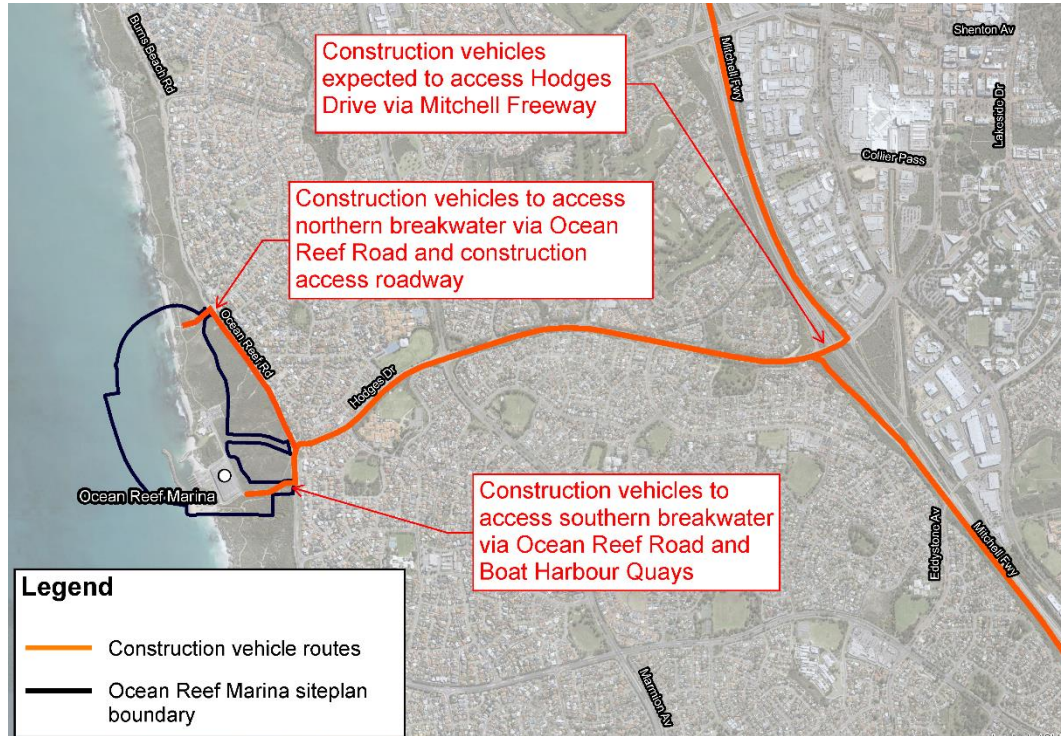 Burns Beach Rd
Construction vehicles
expected to access Hodges
Drive via Mitchell Freeway
Mitchell Fwy
Shenton Av
Lakeside Dr
Collier Pass
Construction vehicles to access
northern breakwater via Ocean
Reef Road and construction
access roadway
Ocean Reef Rd
Hodges Dr
Ocean Reef Marina
Construction vehicles to
access southern breakwater
via Ocean Reef Road and
Boat Harbour Quays
Eddystone Av
Mitchell Fwy
Marmion Av
Legend
Construction vehicle routes
Ocean Reef Marina siteplan
boundary